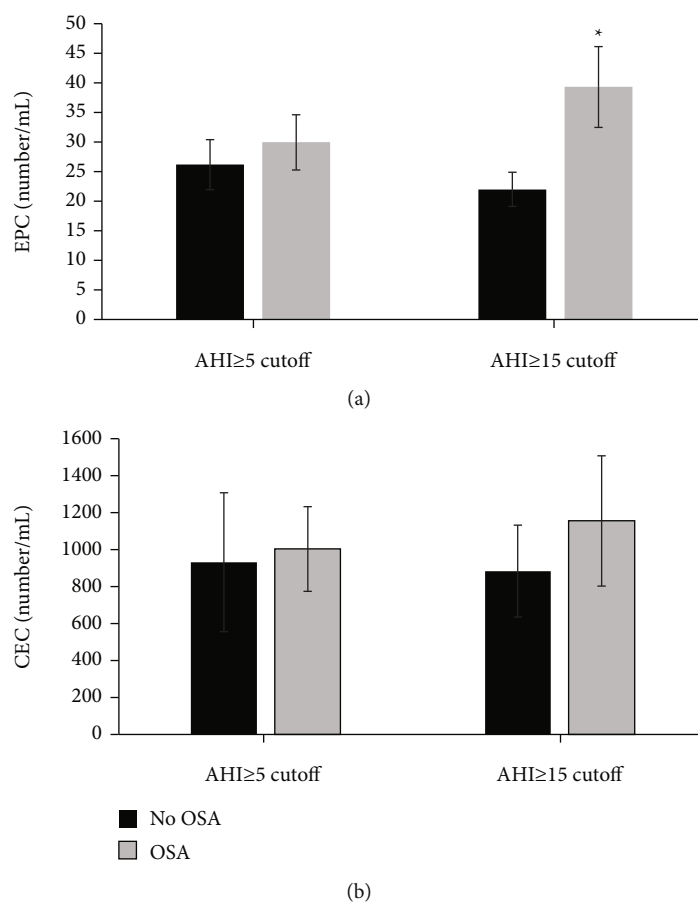 50
45
40
35
30
25
20
15
10
5
0
EPC (number/mL)
*
AHI≥5 cutoff AHI≥15 cutoff
(a)
1600
1400
1200
1000
800
600
400
200
0
CEC (number/mL)
AHI≥5 cutoff AHI≥15 cutoff
No OSA
OSA
(b)